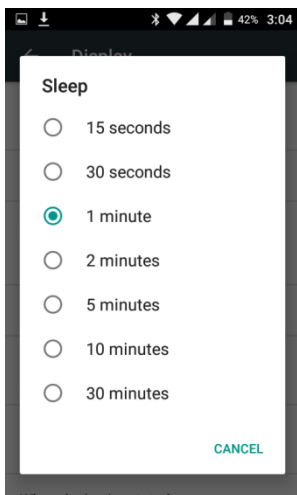 42% 3:04
Display
Sleep
15 seconds
30 seconds
1 minute
2 minutes
5 minutes
10 minutes
30 minutes
CANCEL